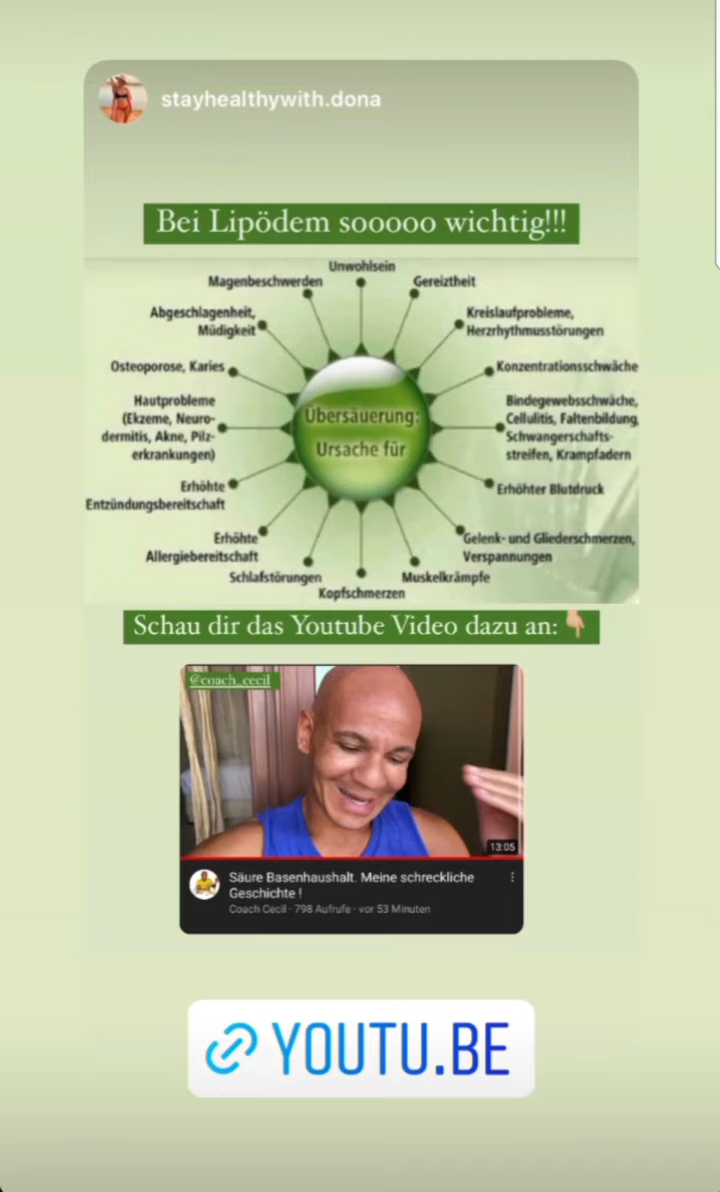 stayhealthywith.dona
Bei Lipödem sooooo wichtig!!!
Unwohlsein
Magenbeschwerden
Gereiztheit
Abgeschlagenheit,
Müdigkeit
Kreislaufprobleme,
Herzrhythmusstörungen
Osteoporose, Karies
Konzentrationsschwäche
Hautprobleme
(Ekzeme, Neuro-
dermitis, Akne, Pilz-
erkrankungen)
Übersäuerung:
Ursache für
Bindegewebsschwäche,
Cellulitis, Faltenbildung
Schwangerschafts-
streifen, Krampfadern
Erhöhte
Entzündungsbereitschaft
Erhöhter Blutdruck
Erhöhte
Allergiebereitschaft
Gelenk- und Gliederschmerzen,
Verspannungen
Schlafstörungen
Muskelkrämpfe
Kopfschmerzen
Schau dir das Youtube Video dazu an:👇🏼
@coach_cecil
13:05
Säure Basenhaushalt. Meine schreckliche
Geschichte !
Coach Cecil · 798 Aufrufe · vor 53 Minuten
YOUTU.BE